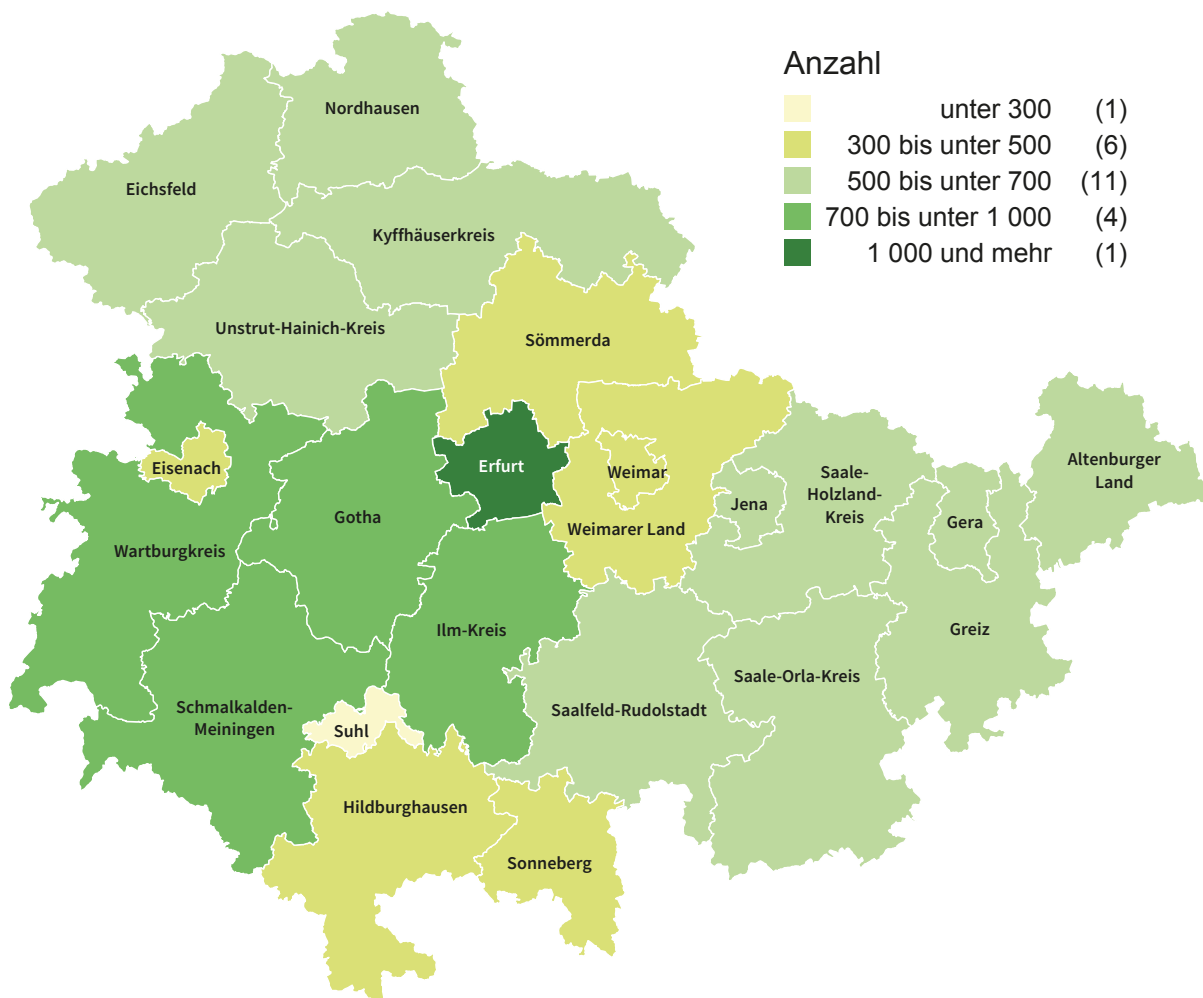 Anzahl
unter 300 (1)
300 bis unter 500 (6)
500 bis unter 700 (11)
700 bis unter 1 000 (4)
1 000 und mehr (1)
Nordhausen
Eichsfeld
Kyffhäuserkreis
Unstrut-Hainich-Kreis
Sömmerda
Eisenach
Erfurt
Weimar
Altenburger
Land
Saale-
Holzland-
Kreis
Jena
Gera
Gotha
Weimarer Land
Wartburgkreis
Ilm-Kreis
Greiz
Saale-Orla-Kreis
Schmalkalden-
Meiningen
Saalfeld-Rudolstadt
Suhl
Hildburghausen
Sonneberg